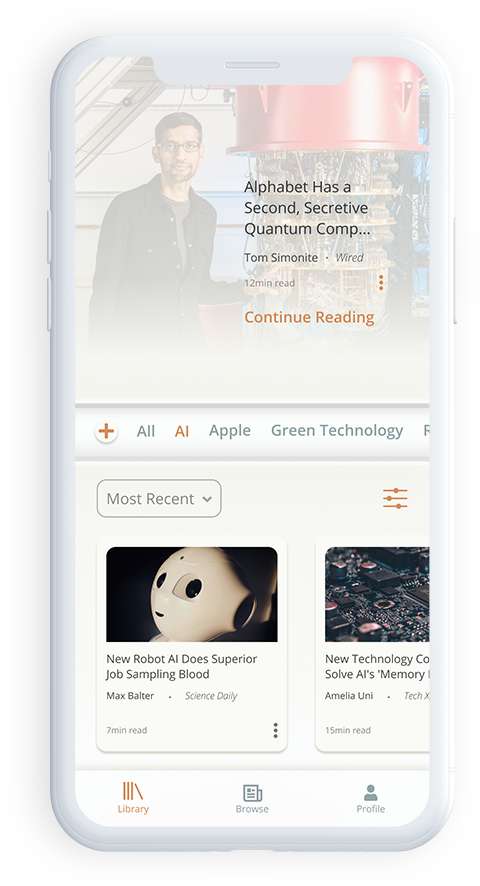 Alphabet Has a
Second, Secretive
Quantum Comp...
Tom Simonite · Wired
12min read
Continue Reading
All AI Apple Green Technology
Most Recent
New Robot AI Does Superior
Job Sampling Blood
Max Balter · Science Daily
7min read
New Technology Co
Solve AI's 'Memory
Amelia Uni · Tech X
15min read
Library Browse Profile